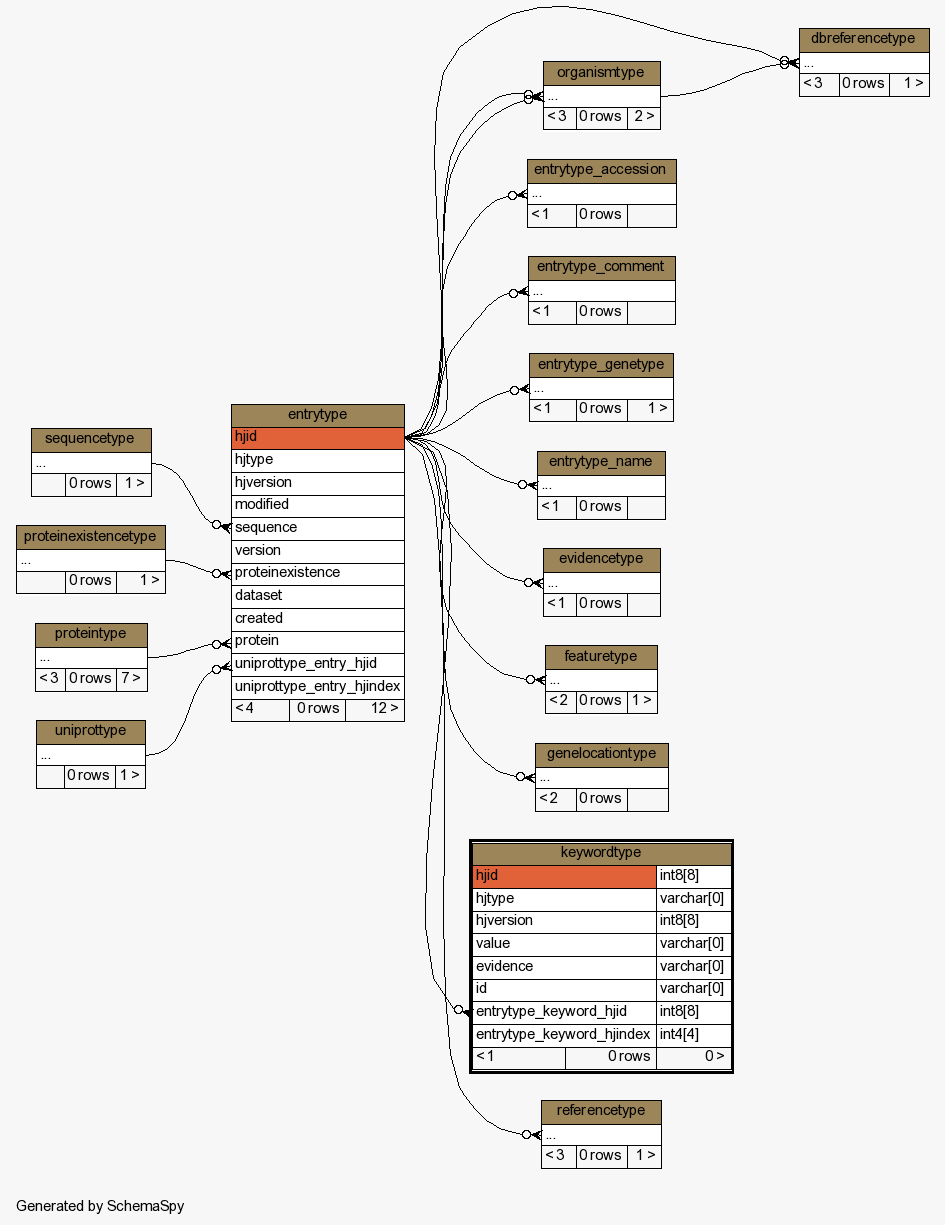 dbreferencetype
...
< 3 0 rows 1 >
organismtype
...
< 3 0 rows 2 >
entrytype_accession
...
< 1 0 rows
entrytype_comment
...
< 1 0 rows
entrytype_genetype
...
< 1 0 rows 1 >
entrytype
hjid
hjtype
hjversion
modified
sequence
version
proteinexistence
dataset
created
protein
uniprottype_entry_hjid
uniprottype_entry_hjindex
< 4 0 rows 12 >
sequencetype
...
0 rows 1 >
proteinexistencetype
...
0 rows 1 >
proteintype
...
< 3 0 rows 7 >
uniprottype
...
0 rows 1 >
entrytype_name
...
< 1 0 rows
evidencetype
...
< 1 0 rows
featuretype
...
< 2 0 rows 1 >
genelocationtype
...
< 2 0 rows
keywordtype
hjid int8[8]
hjtype varchar[0]
hjversion int8[8]
value varchar[0]
evidence varchar[0]
id varchar[0]
entrytype_keyword_hjid int8[8]
entrytype_keyword_hjindex int4[4]
< 1 0 rows 0 >
referencetype
...
< 3 0 rows 1 >
Generated by SchemaSpy